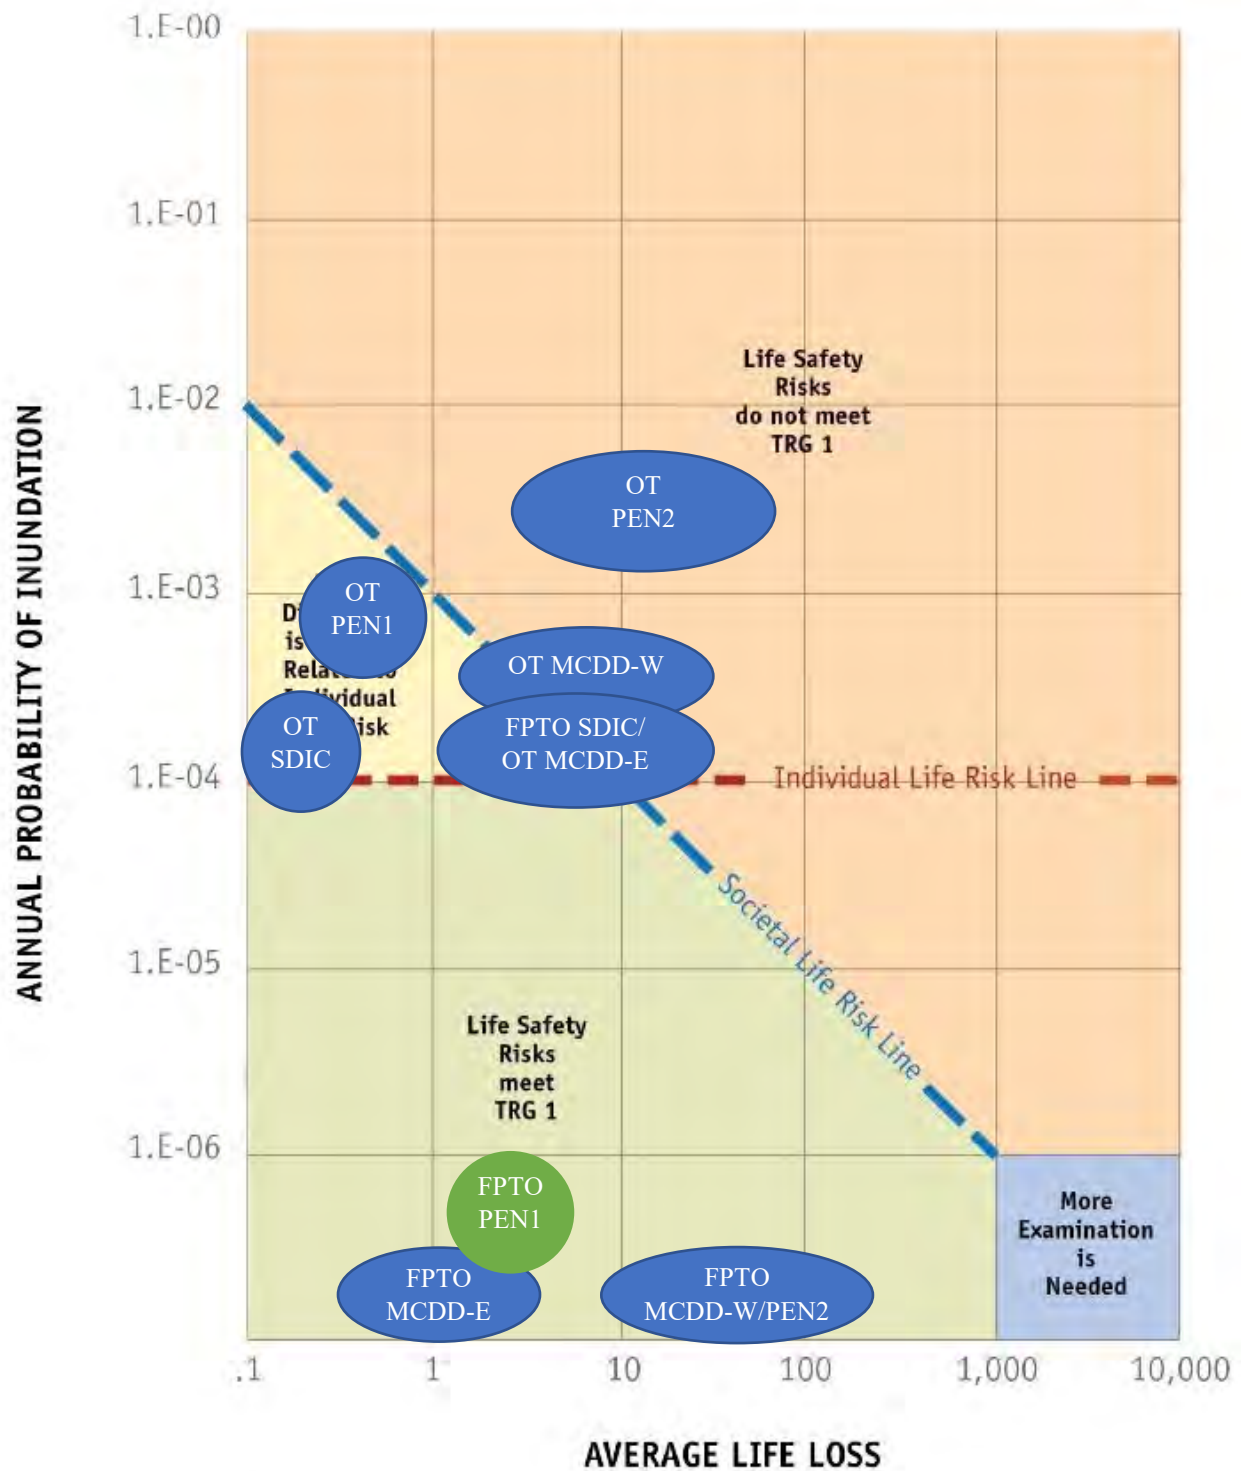 1.E-00
1.E-01
1.E-02
1.E-03
1.E-04
1.E-05
1.E-06
ANNUAL PROBABILITY OF INUNDATION
Life Safety
Risks
do not meet
TRG 1
OT
PEN2
OT
PEN1
is
OT MCDD-W
OT
SDIC
FPTO SDIC/
OT MCDD-E
Individual Life Risk Line
Societal Life Risk Line
Life Safety
Risks
meet
TRG 1
FPTO
PEN1
FPTO
MCDD-E
FPTO
MCDD-W/PEN2
More
Examination
is
Needed
.1
1
10
100
1,000
10,000
AVERAGE LIFE LOSS